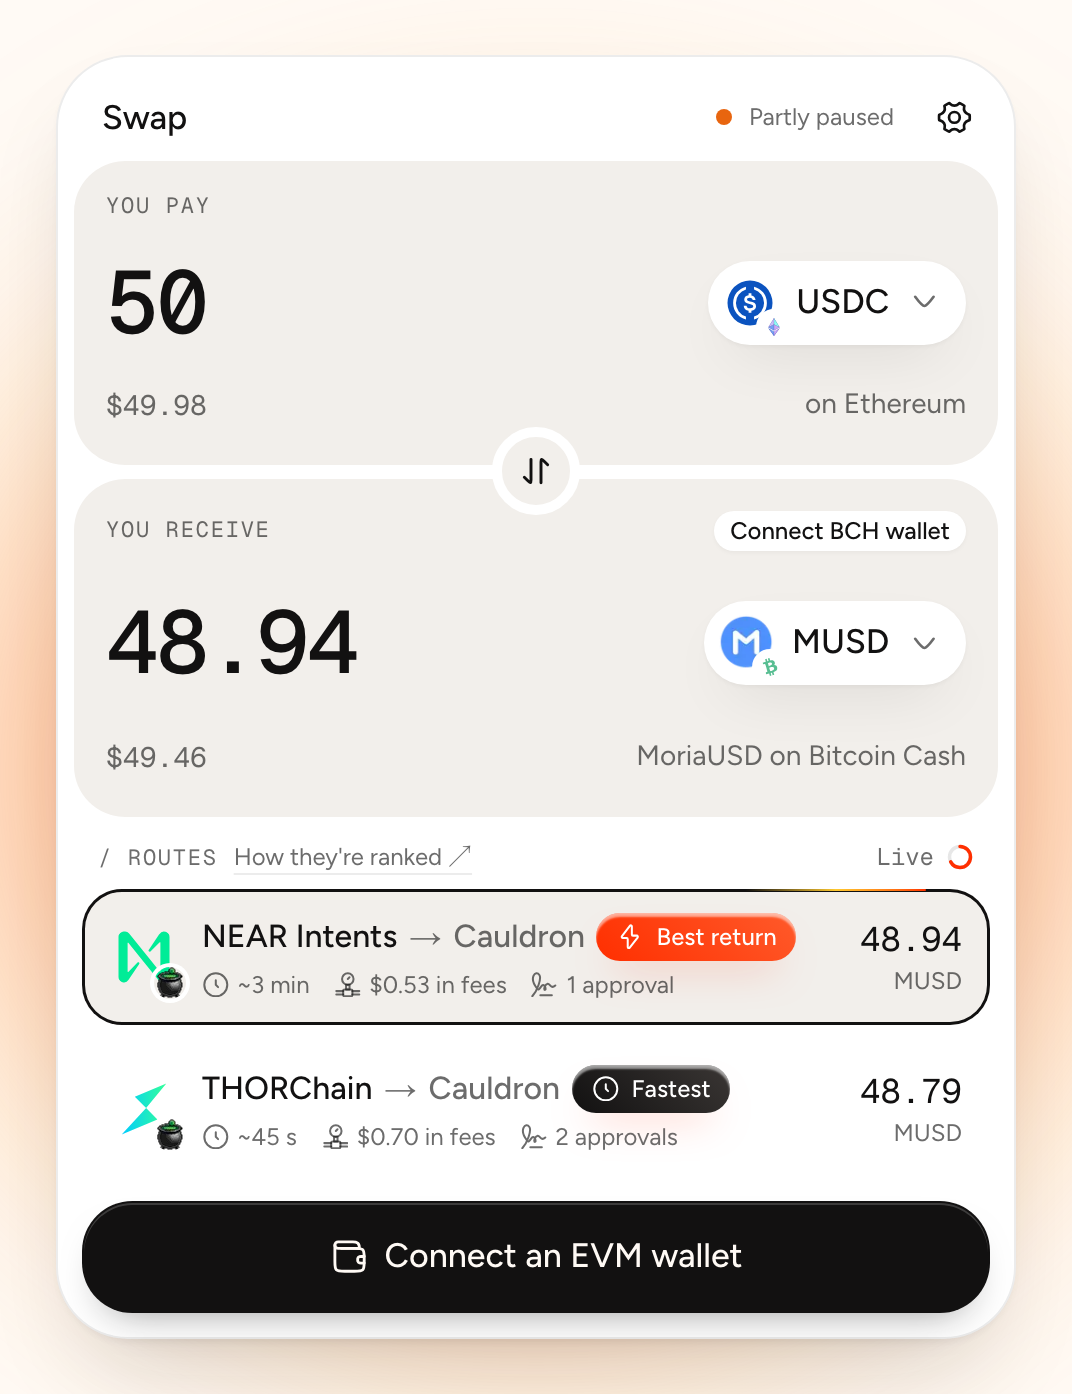 Swap
Partly paused
YOU PAY
50
USDC
$49.98
on Ethereum
YOU RECEIVE
Connect BCH wallet
48.94
MUSD
$49.46
MoriaUSD on Bitcoin Cash
/ ROUTES How they're ranked ↗
Live
NEAR Intents → Cauldron Best return 48.94
~3 min $0.53 in fees 1 approval MUSD
THORChain → Cauldron Fastest 48.79
~45 s $0.70 in fees 2 approvals MUSD
Connect an EVM wallet